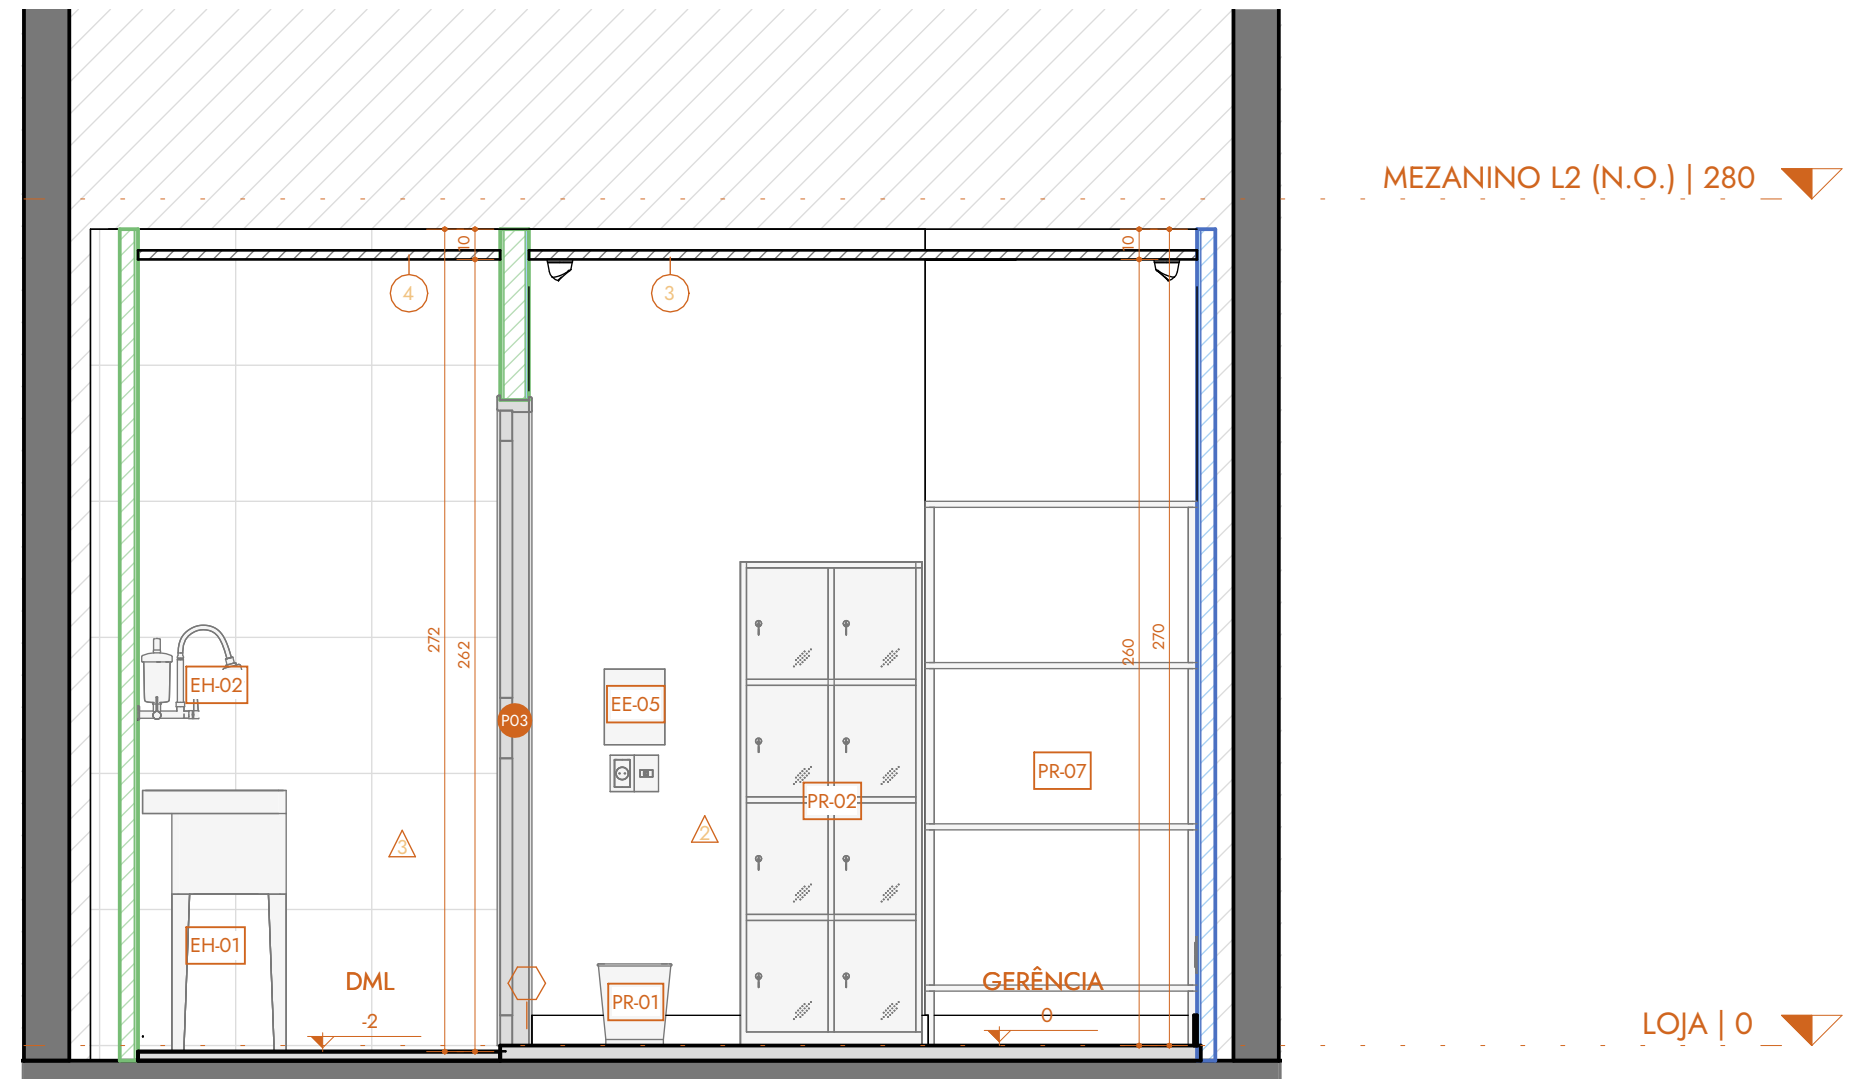 MEZANINO L2 (N.O.) | 280
10
10
4
3
272
262
260
270
EH-02
EE-05
P03
PR-07
PR-02
3
2
EH-01
DML
GERÊNCIA
PR-01
-2
0
LOJA | 0